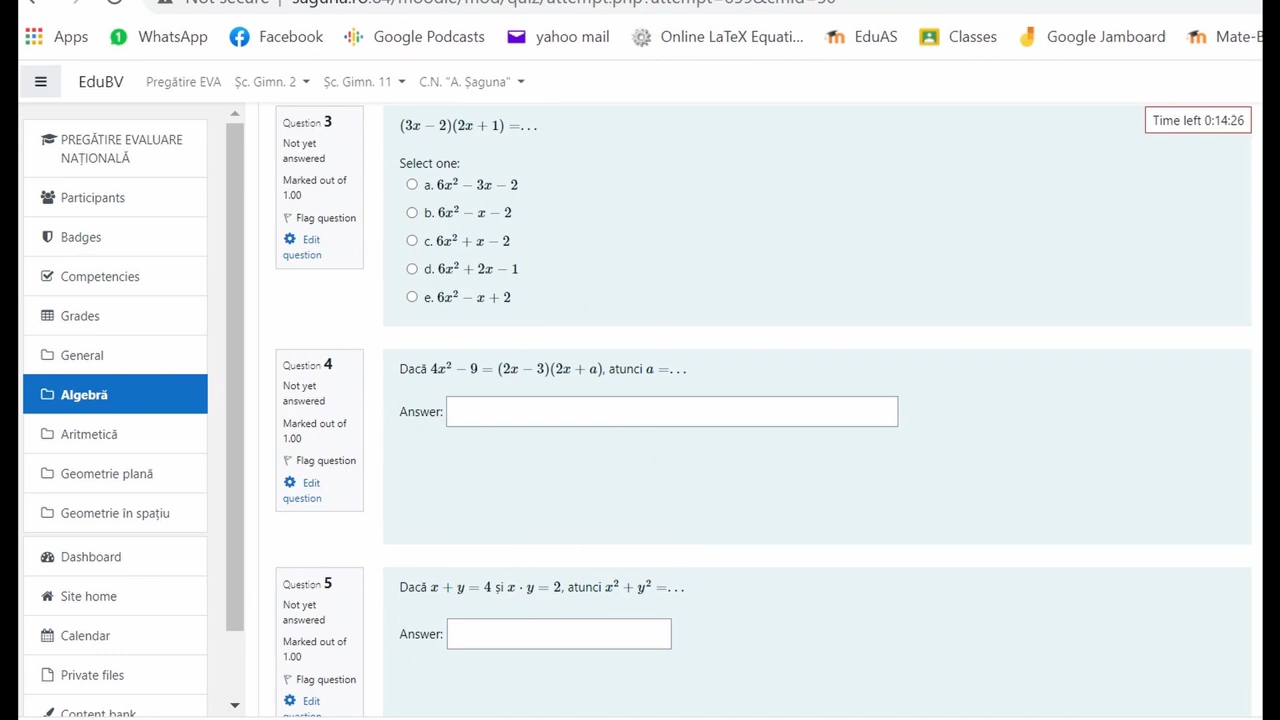 Apps WhatsApp Facebook Google Podcasts yahoo mail Online LaTeX Equati... EduAS Classes Google Jamboard Mate-B
EduBV Pregătire EVA Șc. Gimn. 2 Șc. Gimn. 11 C.N. "A. Șaguna"
PREGĂTIRE EVALUARE
NAȚIONALĂ
Participants
Badges
Competencies
Grades
General
Algebră
Aritmetică
Geometrie plană
Geometrie în spațiu
Dashboard
Site home
Calendar
Private files
Content bank
Question 3
Not yet
answered
Marked out of
1.00
Flag question
Edit
question
(3x − 2)(2x + 1) =...
Time left 0:14:26
Select one:
a. 6x² − 3x − 2
b. 6x² − x − 2
c. 6x² + x − 2
d. 6x² + 2x − 1
e. 6x² − x + 2
Question 4
Not yet
answered
Marked out of
1.00
Flag question
Edit
question
Dacă 4x² − 9 = (2x − 3)(2x + a), atunci a =...
Answer:
Question 5
Not yet
answered
Marked out of
1.00
Flag question
Edit
question
Dacă x + y = 4 și x · y = 2, atunci x² + y² =...
Answer: